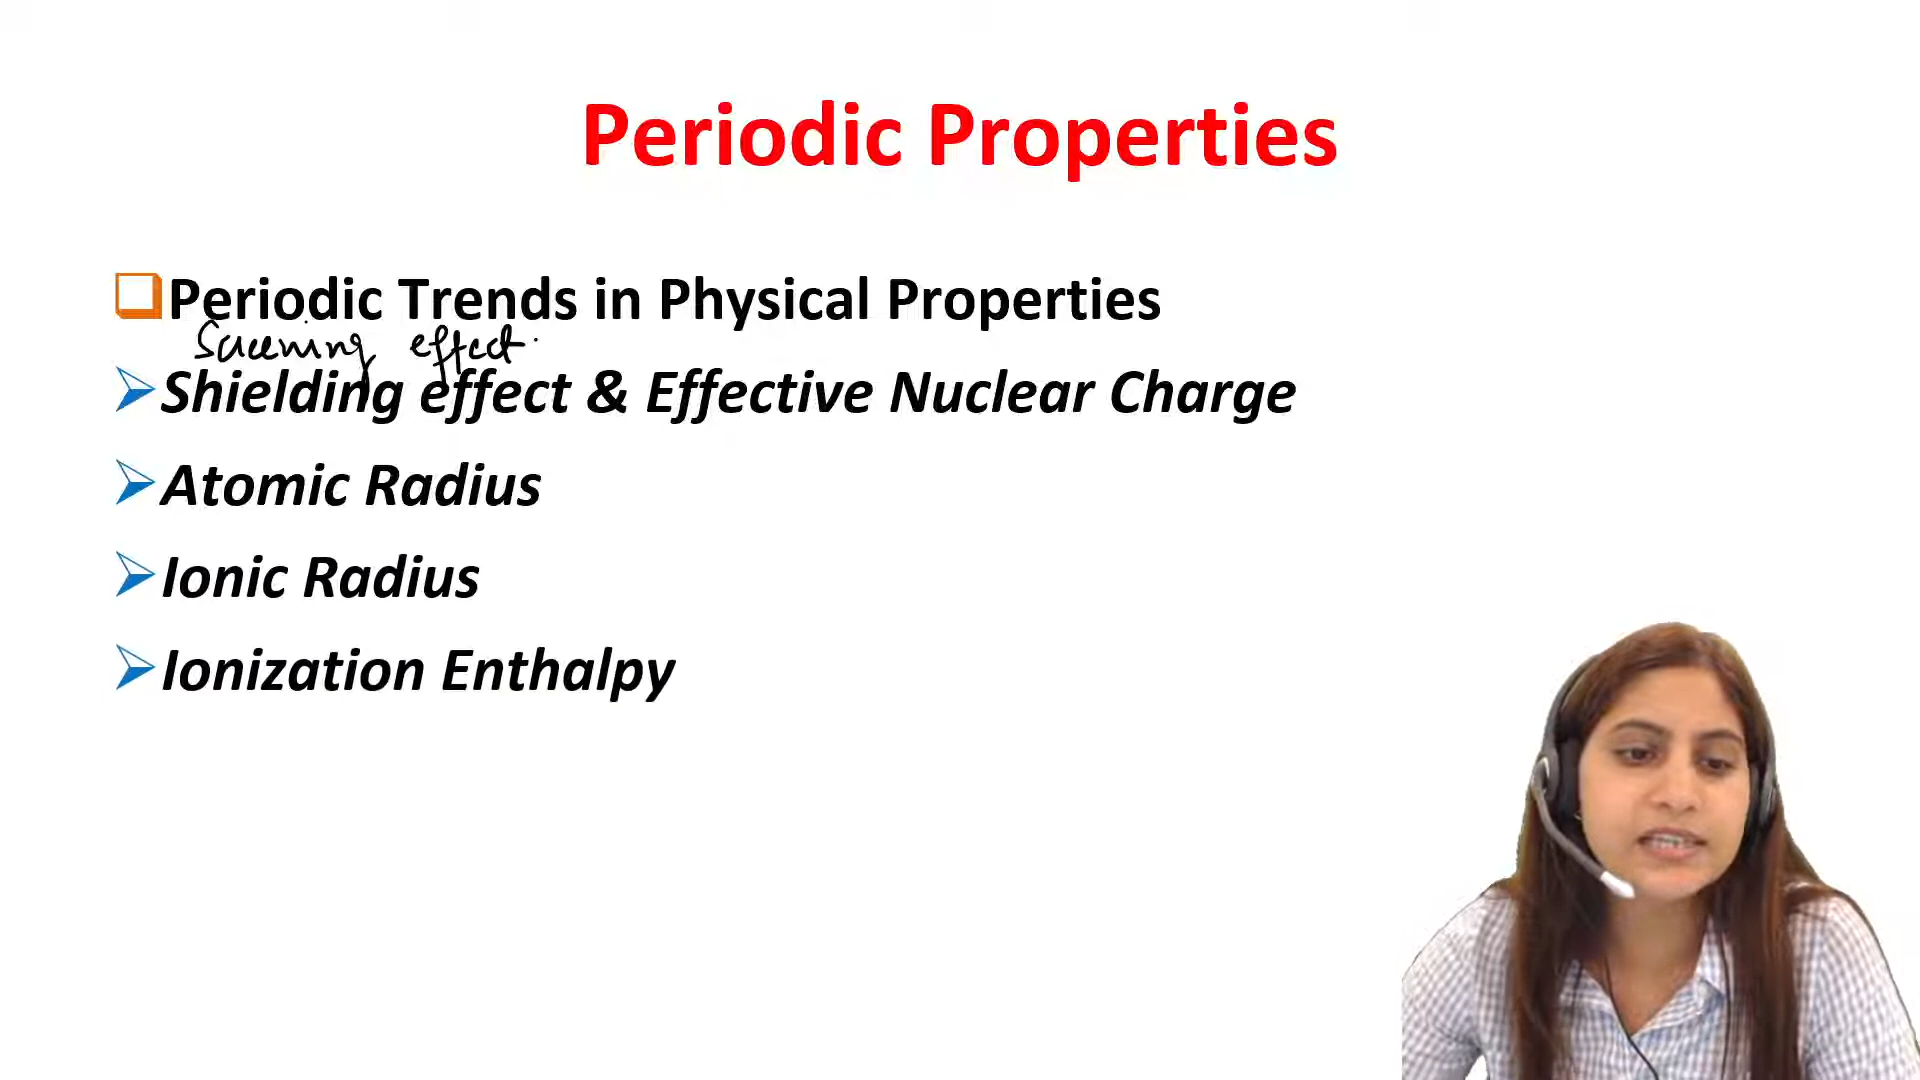 Periodic Properties
Periodic Trends in Physical Properties
Screening effect
Shielding effect & Effective Nuclear Charge
Atomic Radius
Ionic Radius
Ionization Enthalpy